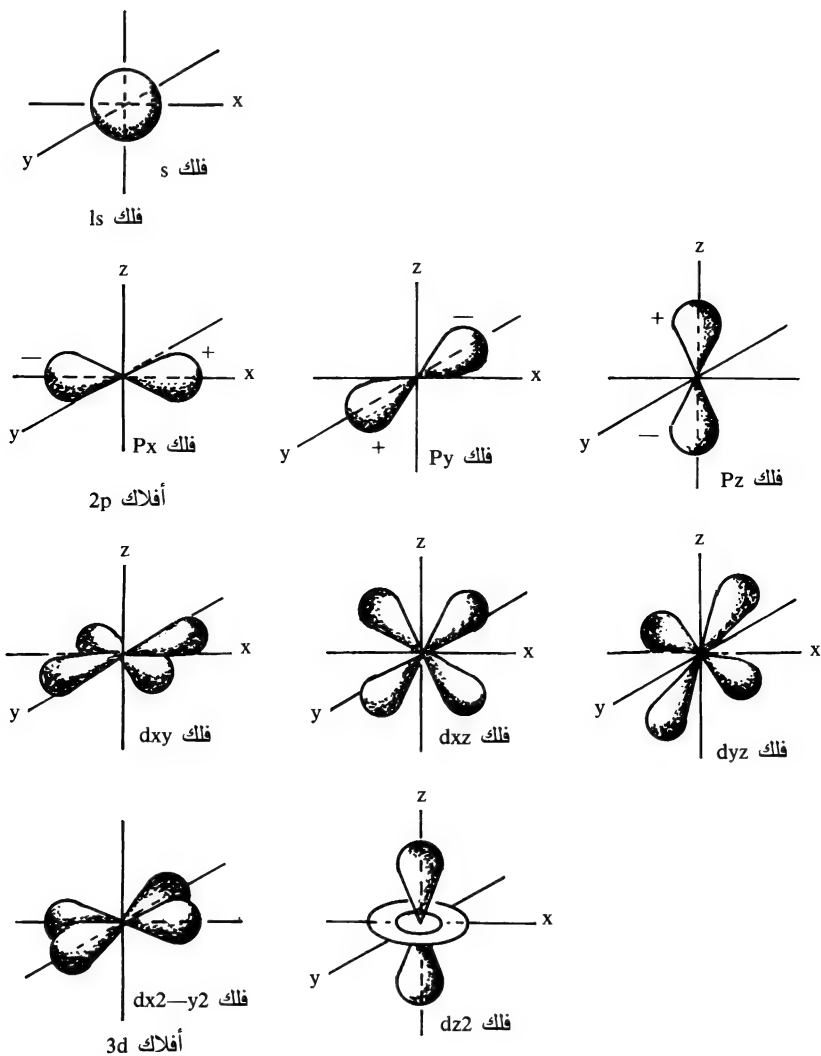 x
y
فلك s
فلك 1s
z
− +
x
y
فلك Px
أفلاك 2p
z
−
x
y
+
فلك Py
z
+
y
−
فلك Pz
z
x
y
فلك dxy
z
x
y
فلك dxz
z
y
فلك dyz
فلك dx2—y2
أفلاك 3d
z
x
y
فلك dz2